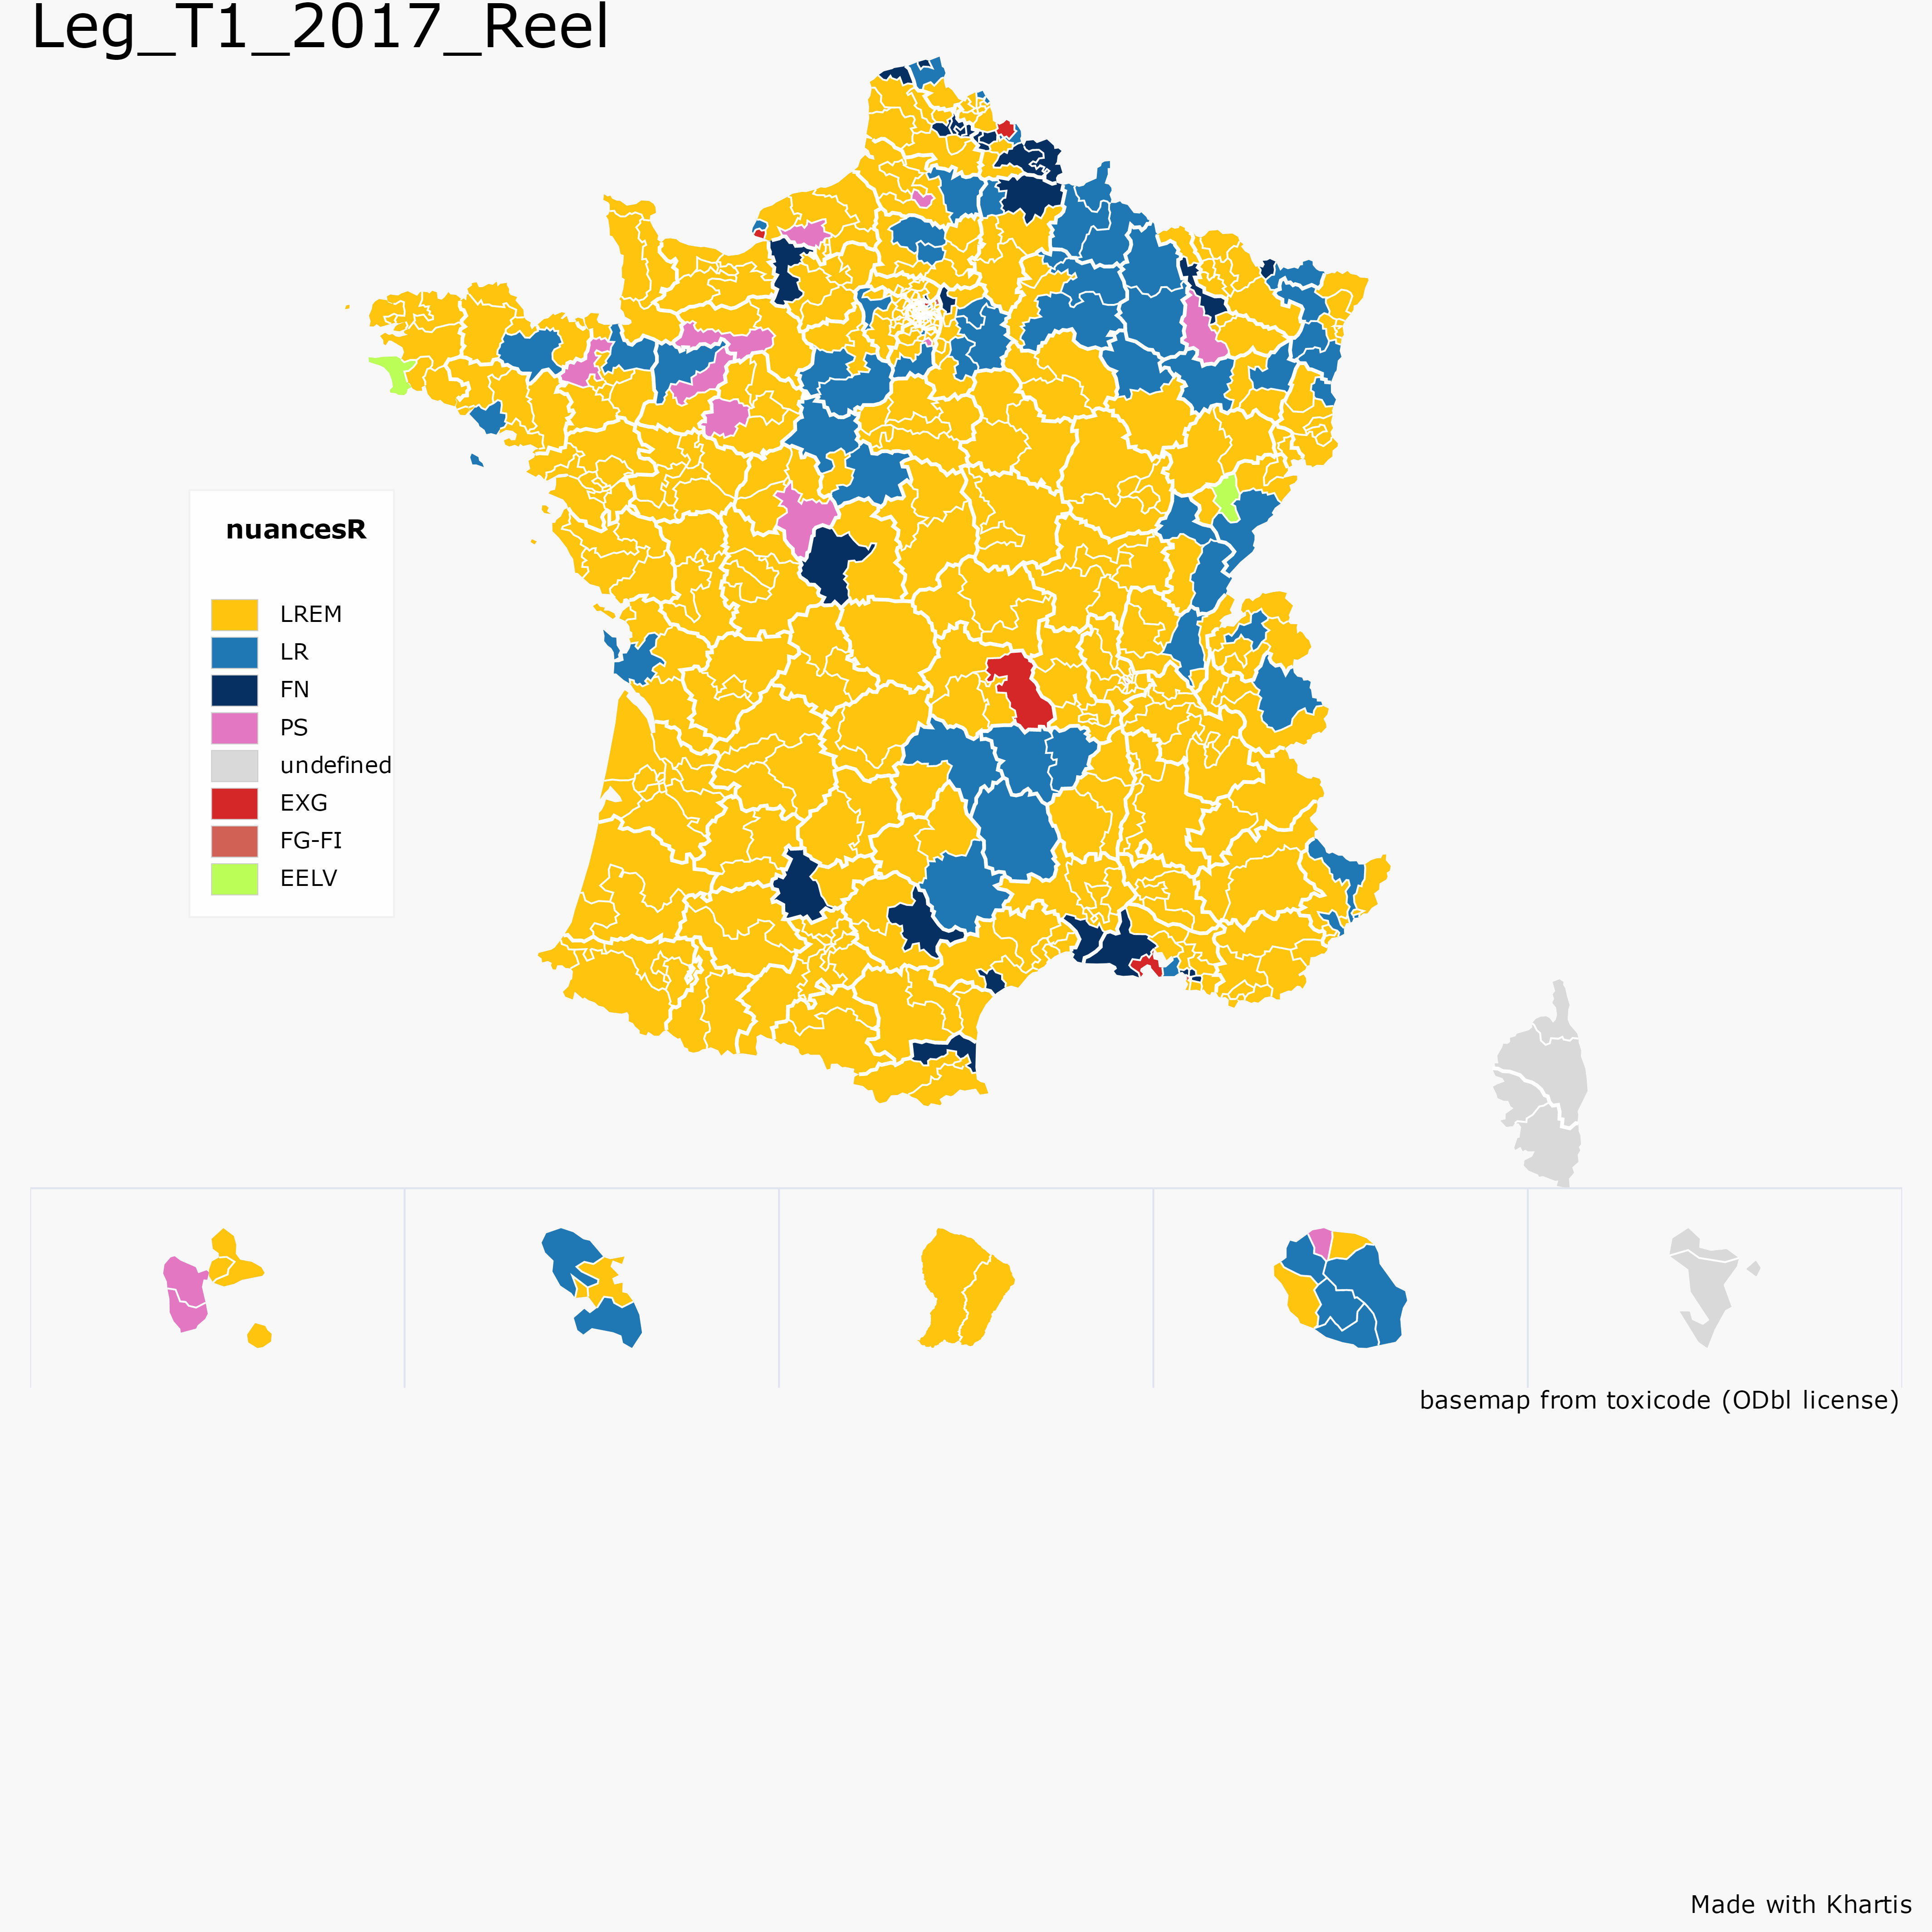 Leg_T1_2017_Reel
nuancesR
LREM
LR
FN
PS
undefined
EXG
FG-FI
EELV
basemap from toxicode (ODbl license)
Made with Khartis